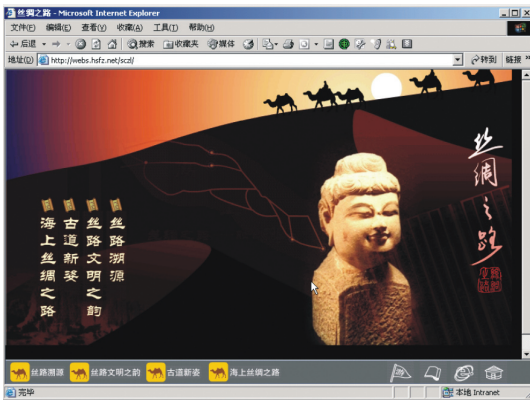 丝绸之路 - Microsoft Internet Explorer
文件(F) 编辑(E) 查看(V) 收藏(A) 工具(T) 帮助(H)
后退 搜索 收藏夹 媒体
地址(D) http://webs.hsfz.net/sczl/ 转到 链接 »
丝绸之路
丝路溯源
丝路文明之韵
古道新姿
海上丝绸之路
丝路溯源 丝路文明之韵 古道新姿 海上丝绸之路
完毕 本地 Intranet